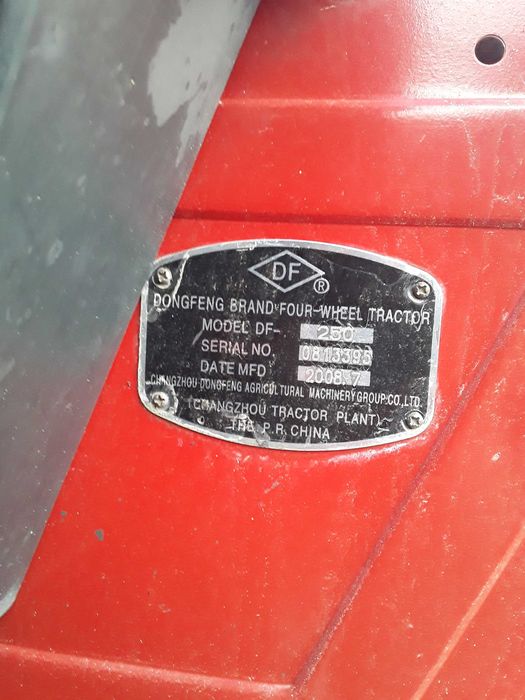 DF
®
DONGFENG BRAND FOUR-WHEEL TRACTOR
MODEL DF- 250
SERIAL NO. 0813395
DATE MFD 2008.7
CHANGZHOU DONGFENG AGRICULTURAL MACHINERY GROUP.CO.,LTD
(CHANGZHOU TRACTOR PLANT)
THE P.R.CHINA